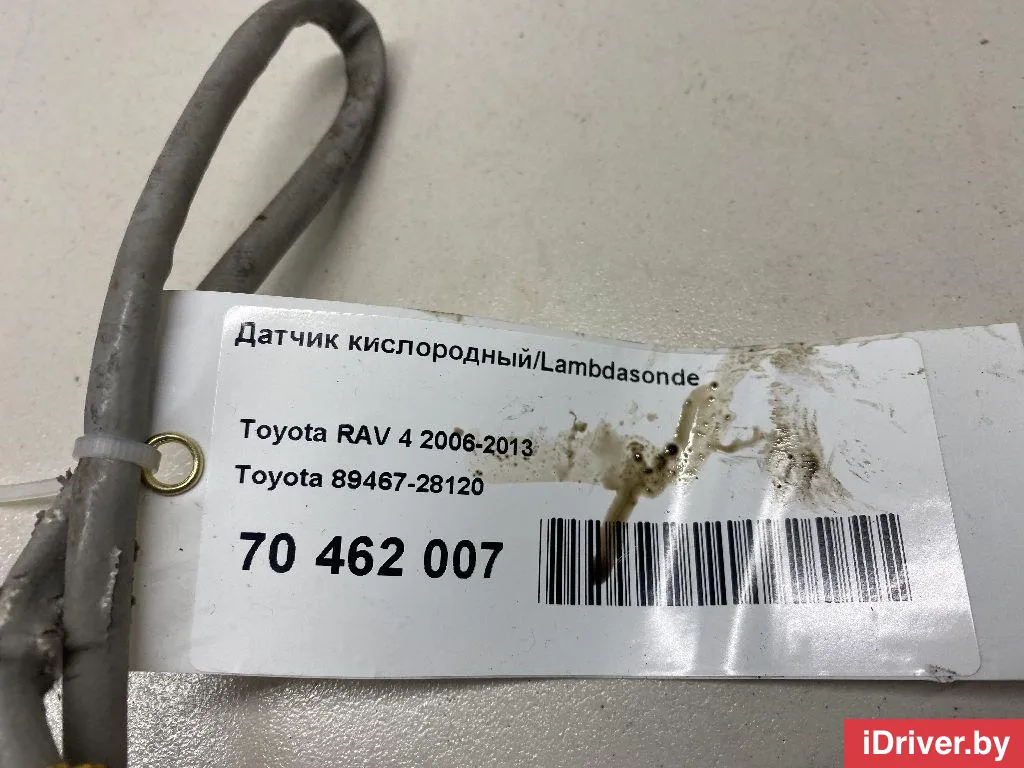 Датчик кислородный/Lambdasonde
Toyota RAV 4 2006-2013
Toyota 89467-28120
70 462 007
iDriver.by